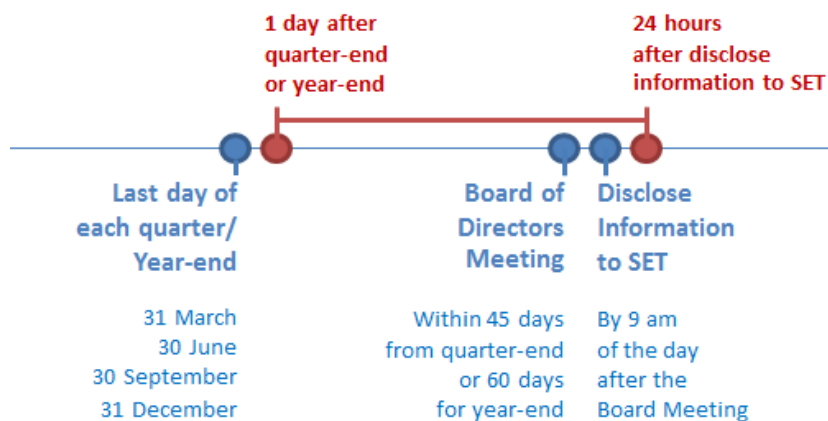 1 day after
quarter-end
or year-end
24 hours
after disclose
information to SET
Last day of
each quarter/
Year-end
Board of
Directors
Meeting
Disclose
Information
to SET
31 March
30 June
30 September
31 December
Within 45 days
from quarter-end
or 60 days
for year-end
By 9 am
of the day
after the
Board Meeting